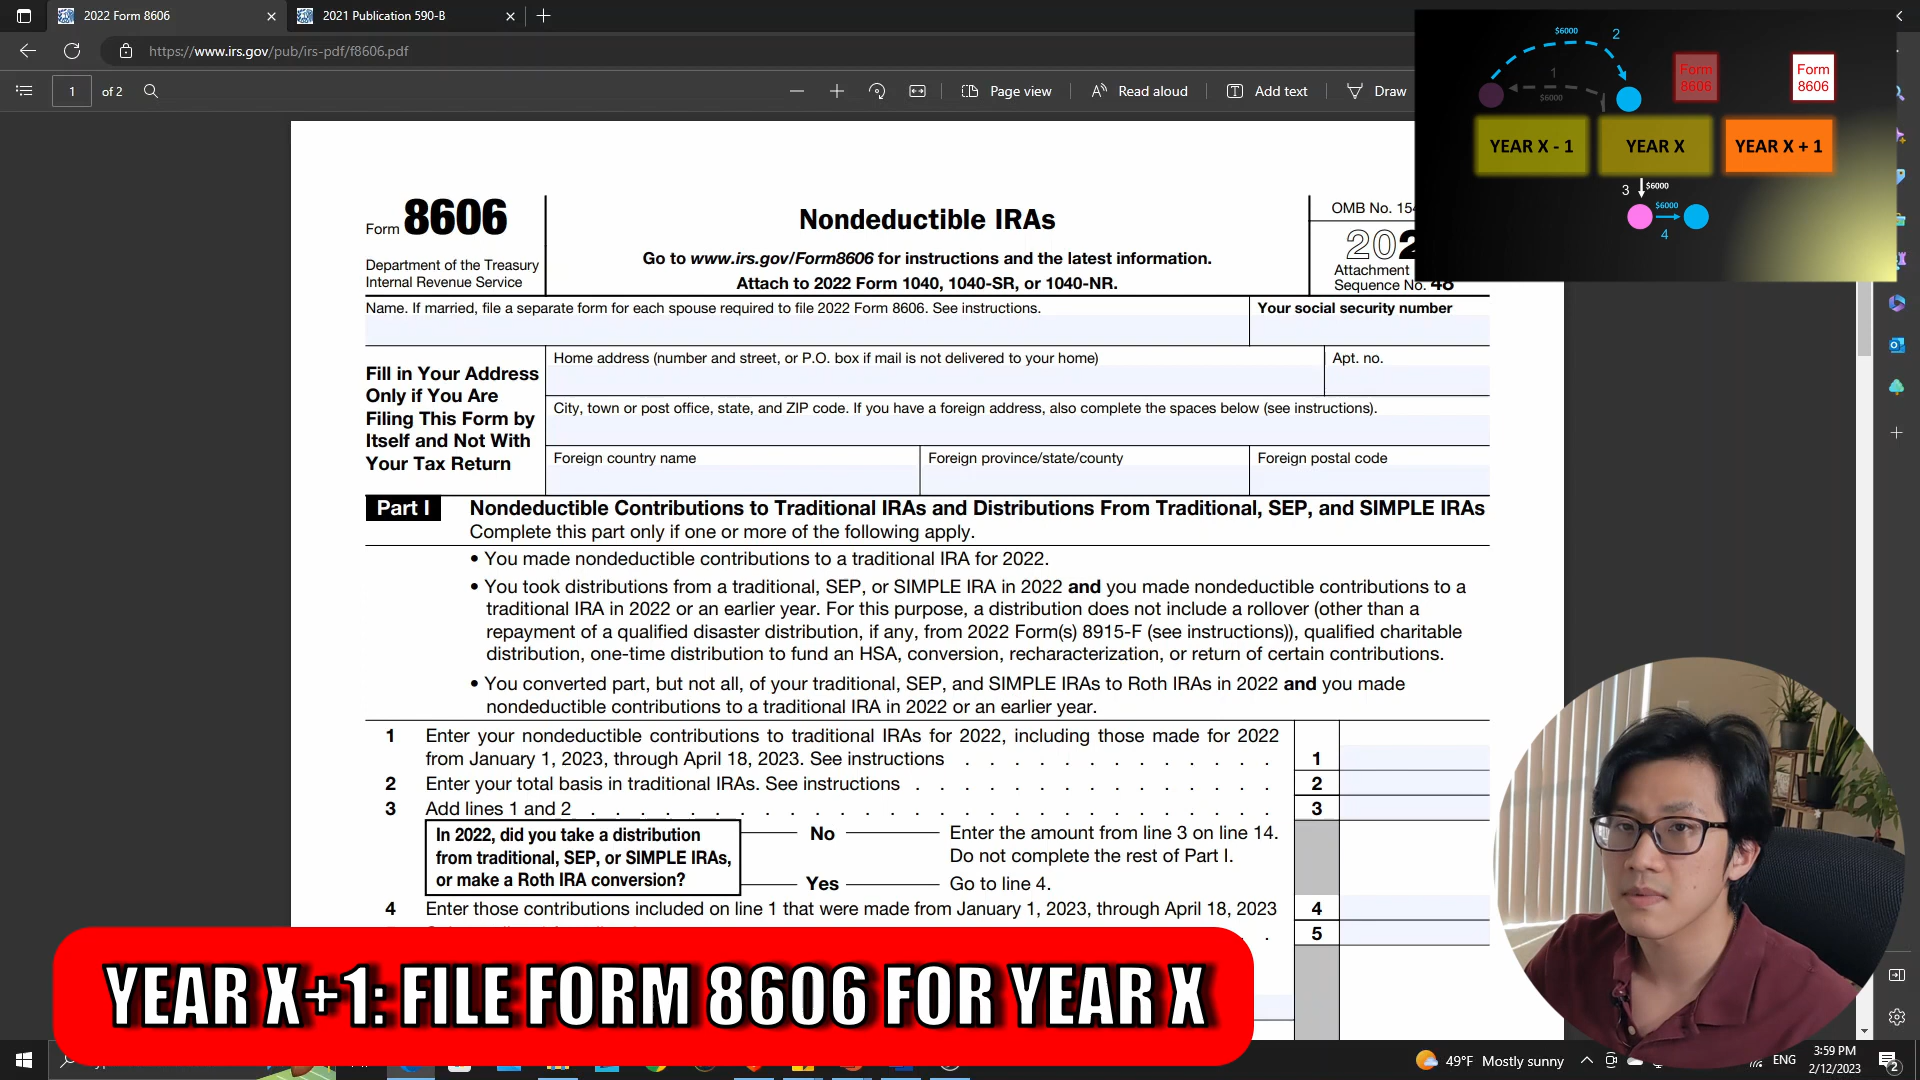 2022 Form 8606
2021 Publication 590-B
https://www.irs.gov/pub/irs-pdf/f8606.pdf
1 of 2
Page view
Read aloud
Add text
Draw
$6000
2
1
$6000
Form
8606
Form
8606
YEAR X - 1
YEAR X
YEAR X + 1
3 $6000
$6000
4
Form 8606
Department of the Treasury
Internal Revenue Service
Nondeductible IRAs
Go to www.irs.gov/Form8606 for instructions and the latest information.
Attach to 2022 Form 1040, 1040-SR, or 1040-NR.
OMB No.
Attachment
Sequence No. 48
Name. If married, file a separate form for each spouse required to file 2022 Form 8606. See instructions.
Your social security number
Fill in Your Address
Only if You Are
Filing This Form by
Itself and Not With
Your Tax Return
Home address (number and street, or P.O. box if mail is not delivered to your home)
Apt. no.
City, town or post office, state, and ZIP code. If you have a foreign address, also complete the spaces below (see instructions).
Foreign country name
Foreign province/state/county
Foreign postal code
Part I Nondeductible Contributions to Traditional IRAs and Distributions From Traditional, SEP, and SIMPLE IRAs
Complete this part only if one or more of the following apply.
• You made nondeductible contributions to a traditional IRA for 2022.
• You took distributions from a traditional, SEP, or SIMPLE IRA in 2022 and you made nondeductible contributions to a
traditional IRA in 2022 or an earlier year. For this purpose, a distribution does not include a rollover (other than a
repayment of a qualified disaster distribution, if any, from 2022 Form(s) 8915-F (see instructions)), qualified charitable
distribution, one-time distribution to fund an HSA, conversion, recharacterization, or return of certain contributions.
• You converted part, but not all, of your traditional, SEP, and SIMPLE IRAs to Roth IRAs in 2022 and you made
nondeductible contributions to a traditional IRA in 2022 or an earlier year.
1 Enter your nondeductible contributions to traditional IRAs for 2022, including those made for 2022
from January 1, 2023, through April 18, 2023. See instructions . . . . . . . . . . . . . 1
2 Enter your total basis in traditional IRAs. See instructions . . . . . . . . . . . . . . . 2
3 Add lines 1 and 2 . . . . . . . . . . . . . . . . . . . . . . . 3
In 2022, did you take a distribution
from traditional, SEP, or SIMPLE IRAs,
or make a Roth IRA conversion?
No
Enter the amount from line 3 on line 14.
Do not complete the rest of Part I.
Yes
Go to line 4.
4 Enter those contributions included on line 1 that were made from January 1, 2023, through April 18, 2023 4
5
YEAR X+1: FILE FORM 8606 FOR YEAR X
49°F Mostly sunny
ENG
3:59 PM
2/12/2023
2